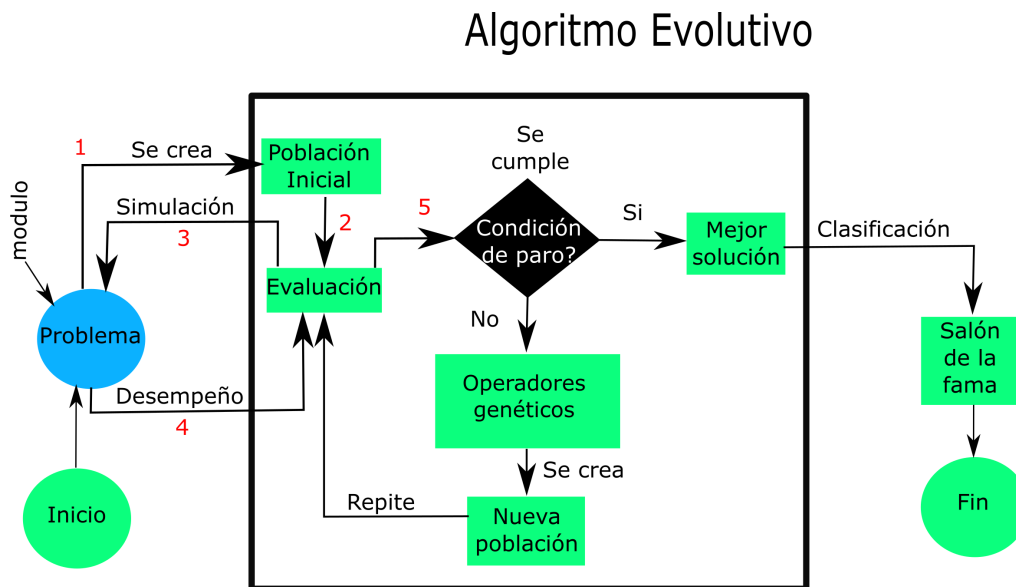 Algoritmo Evolutivo
1
Se crea
Población
Inicial
Se
cumple
modulo
Simulación
3
2
5
Condición
de paro?
Si
Mejor
solución
Clasificación
Evaluación
Problema
No
Salón
de la
fama
Desempeño
4
Operadores
genéticos
Se crea
Inicio
Repite
Nueva
población
Fin